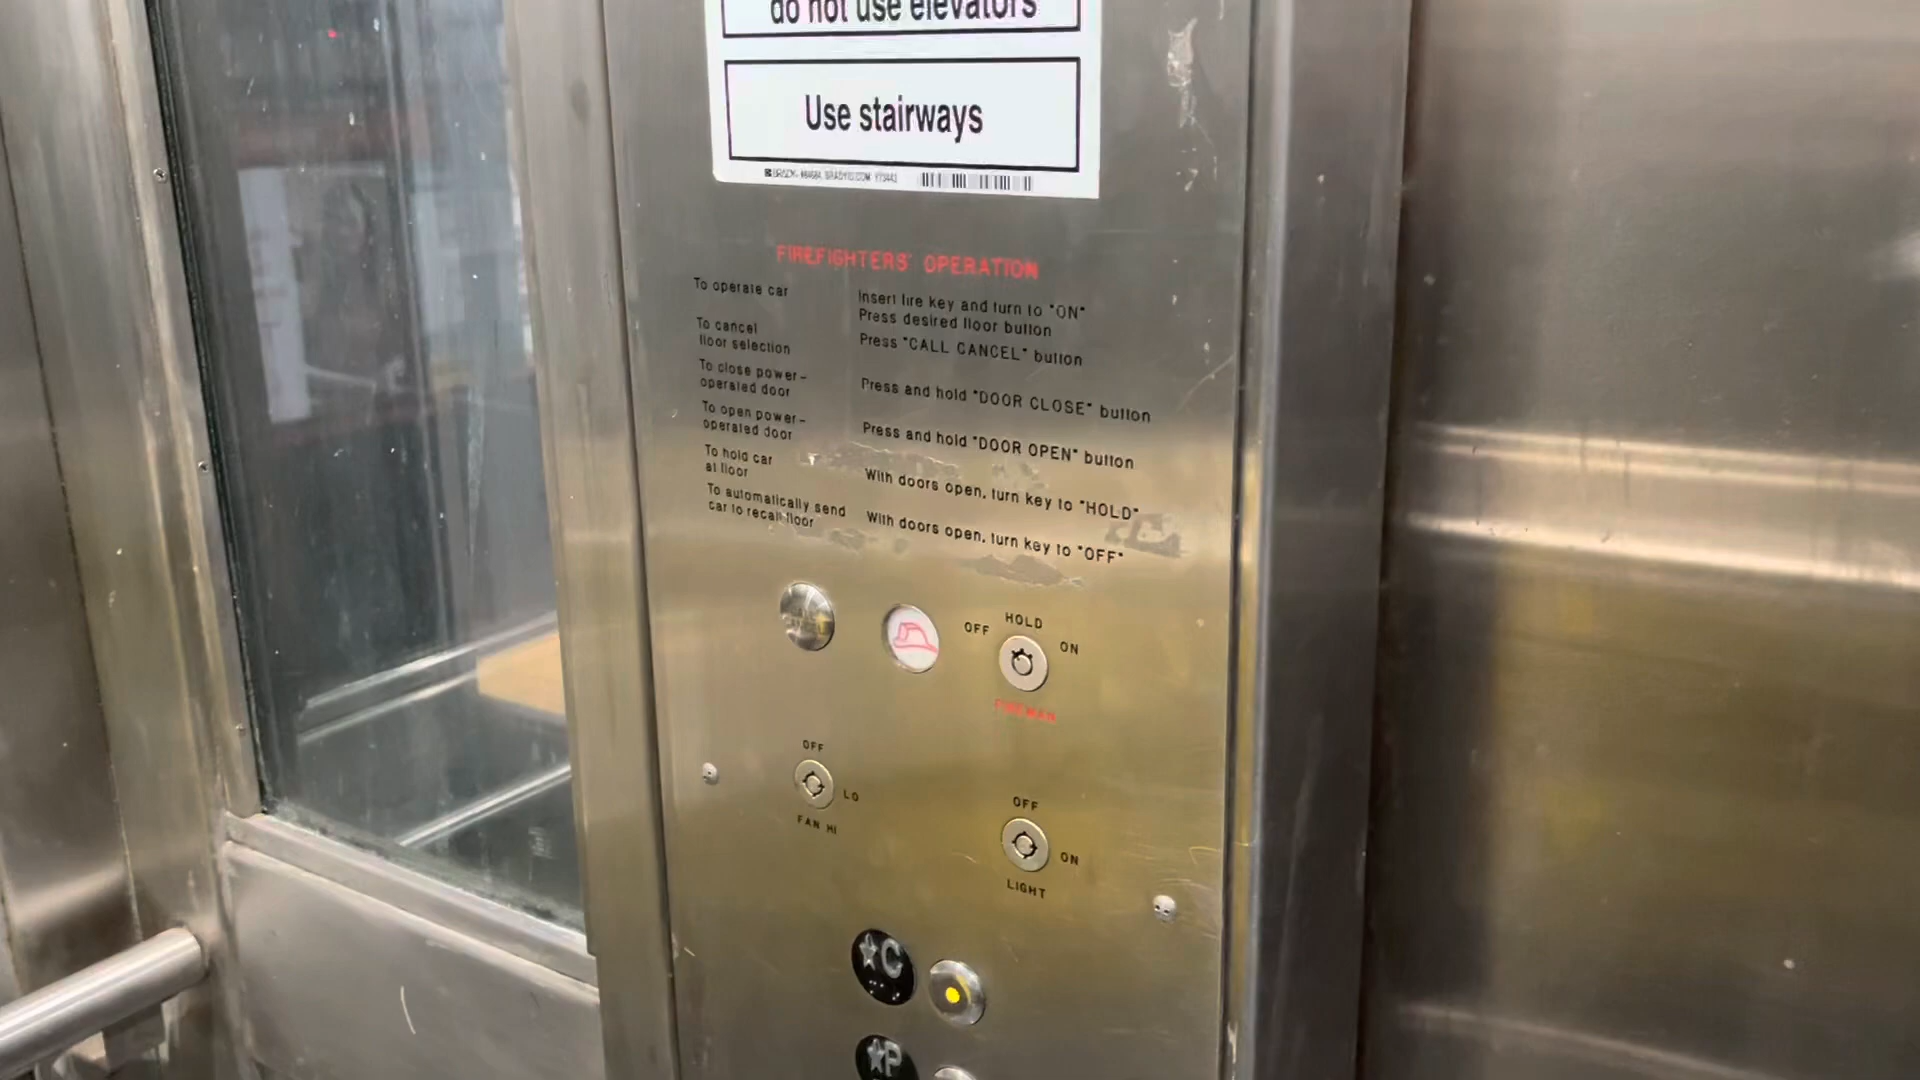 do not use elevators
Use stairways
FIREFIGHTERS' OPERATION
To operate car
Insert fire key and turn to "ON"
Press desired floor button
To cancel
floor selection
Press "CALL CANCEL" button
To close power-
operated door
Press and hold "DOOR CLOSE" button
To open power-
operated door
Press and hold "DOOR OPEN" button
To hold car
at floor
With doors open, turn key to "HOLD"
To automatically send
car to recall floor
With doors open, turn key to "OFF"
HOLD
OFF
ON
FIREMAN
OFF
LO
FAN HI
OFF
ON
LIGHT
★C
★P